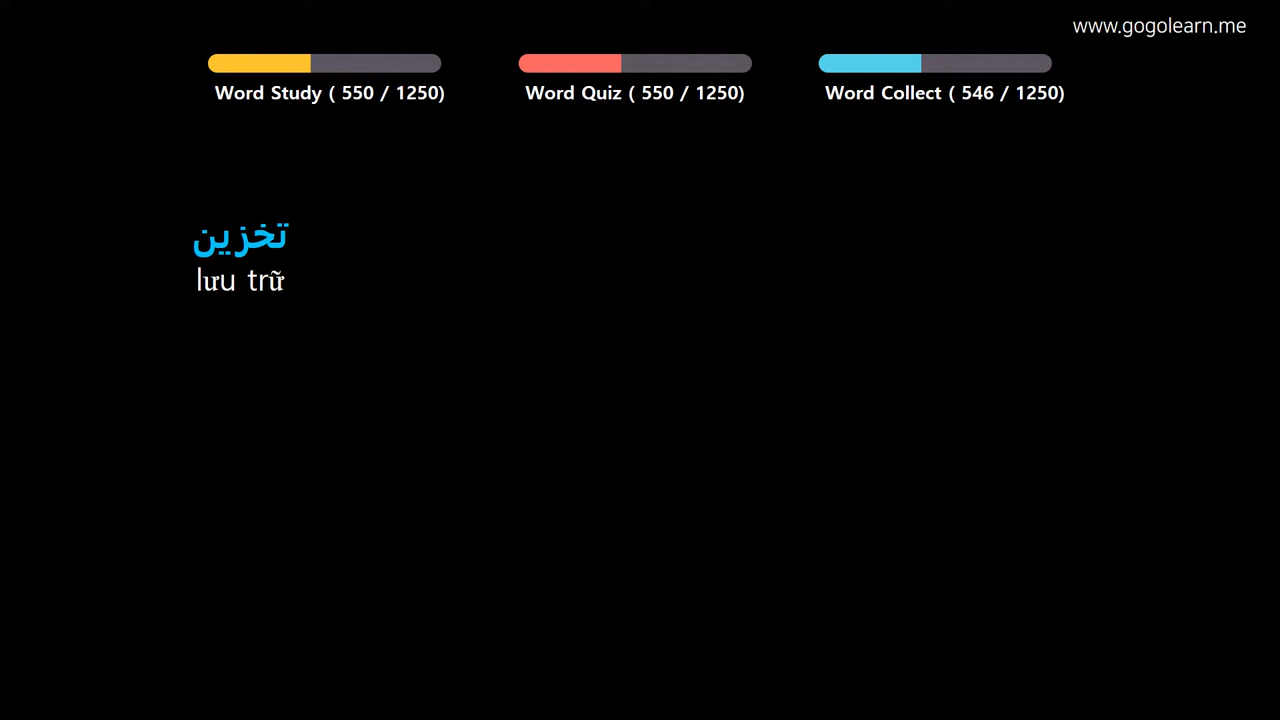 www.gogolearn.me
Word Study ( 550 / 1250)
Word Quiz ( 550 / 1250)
Word Collect ( 546 / 1250)
تخزين
lưu trữ